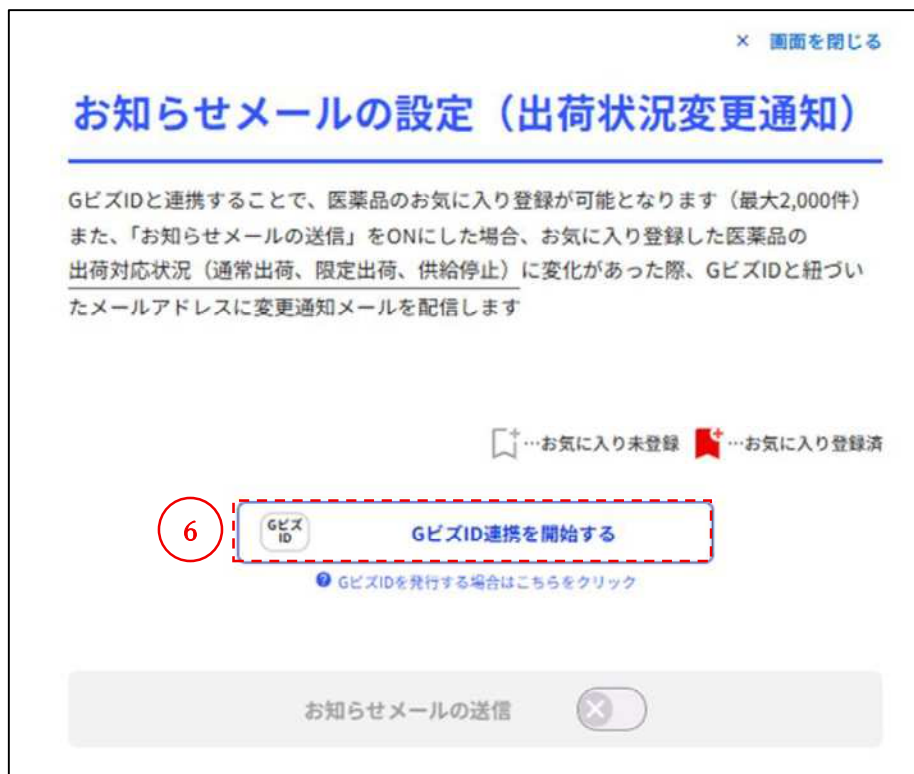 × 画面を閉じる
お知らせメールの設定（出荷状況変更通知）
GビズIDと連携することで、医薬品のお気に入り登録が可能となります（最大2,000件）
また、「お知らせメールの送信」をONにした場合、お気に入り登録した医薬品の
出荷対応状況（通常出荷、限定出荷、供給停止）に変化があった際、GビズIDと紐づい
たメールアドレスに変更通知メールを配信します
…お気に入り未登録 …お気に入り登録済
6
Gビズ
ID
GビズID連携を開始する
? GビズIDを発行する場合はこちらをクリック
お知らせメールの送信